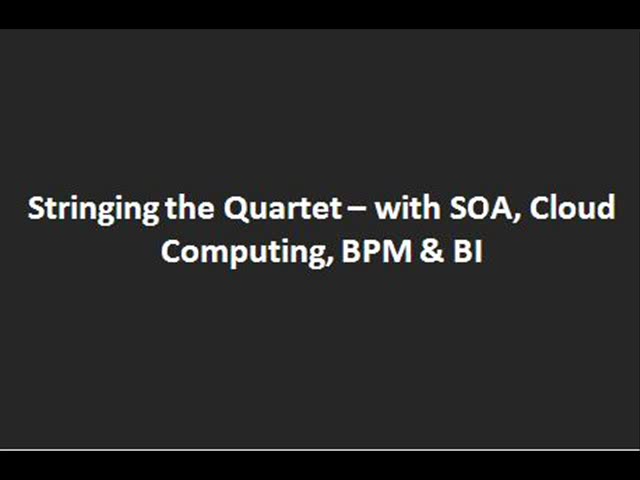 Stringing the Quartet – with SOA, Cloud
Computing, BPM & BI